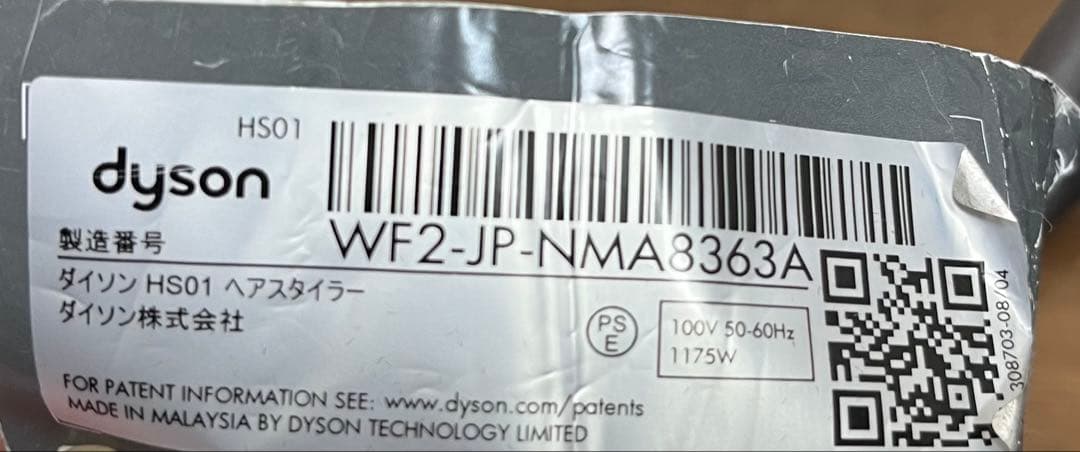 HS01
dyson
製造番号
WF2-JP-NMA8363A
ダイソン HS01 ヘアスタイラー
ダイソン株式会社
PS
E
100V 50-60Hz
1175W
308703-08/04
FOR PATENT INFORMATION SEE: www.dyson.com/patents
MADE IN MALAYSIA BY DYSON TECHNOLOGY LIMITED